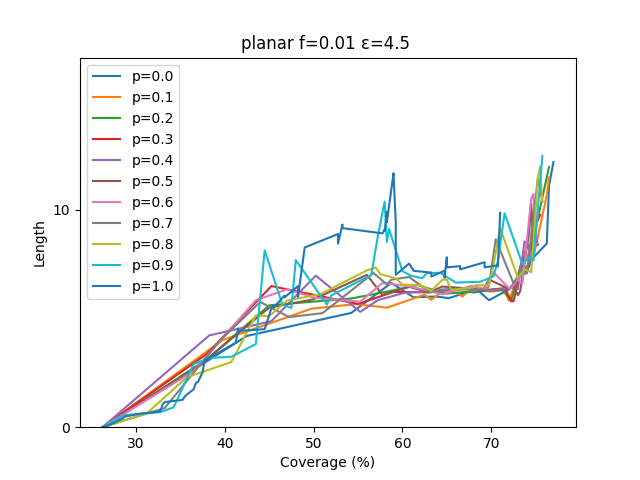 planar f=0.01 ε=4.5
p=0.0
p=0.1
p=0.2
p=0.3
p=0.4
p=0.5
p=0.6
p=0.7
p=0.8
p=0.9
p=1.0
Length
10
0
30 40 50 60 70
Coverage (%)